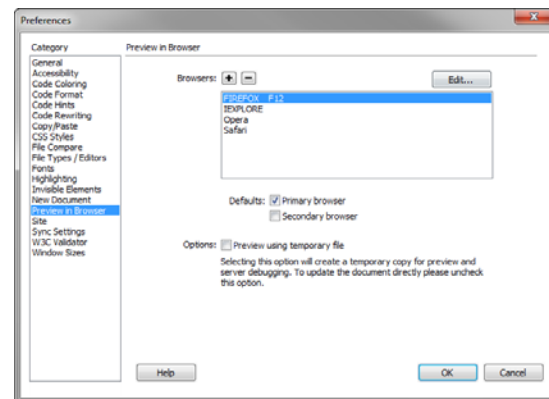 Preferences
Category
Preview in Browser
General
Accessibility
Code Coloring
Code Format
Code Hints
Code Rewriting
Copy/Paste
CSS Styles
File Compare
File Types / Editors
Fonts
Highlighting
Invisible Elements
New Document
Preview in Browser
Site
Sync Settings
W3C Validator
Window Sizes
Browsers:
Edit...
FIREFOX F12
IEXPLORE
Opera
Safari
Defaults: Primary browser
Secondary browser
Options: Preview using temporary file
Selecting this option will create a temporary copy for preview and
server debugging. To update the document directly please uncheck
this option.
Help
OK
Cancel